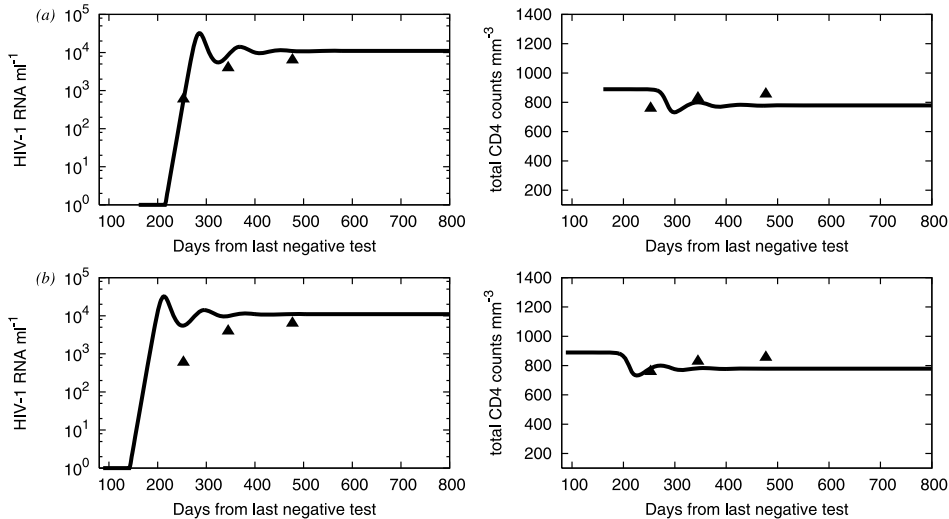 (a)
HIV-1 RNA ml-1
10^5
10^4
10^3
10^2
10^1
10^0
100 200 300 400 500 600 700 800
Days from last negative test
total CD4 counts mm-3
1400
1200
1000
800
600
400
200
100 200 300 400 500 600 700 800
Days from last negative test
(b)
HIV-1 RNA ml-1
10^5
10^4
10^3
10^2
10^1
10^0
100 200 300 400 500 600 700 800
Days from last negative test
total CD4 counts mm-3
1400
1200
1000
800
600
400
200
100 200 300 400 500 600 700 800
Days from last negative test